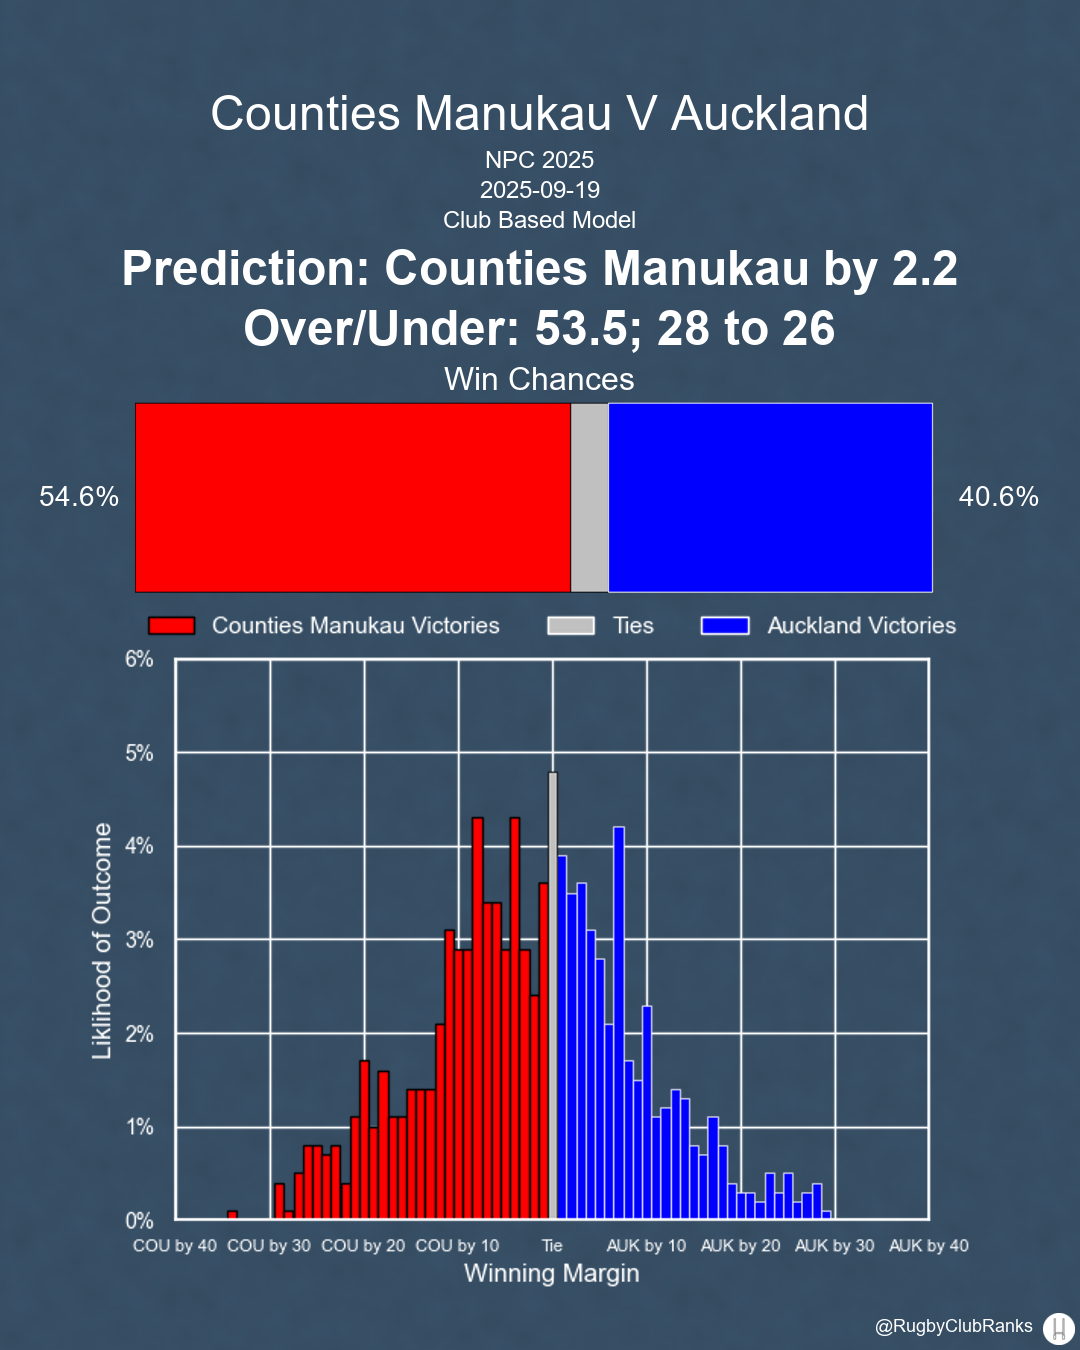 Counties Manukau V Auckland
NPC 2025
2025-09-19
Club Based Model
Prediction: Counties Manukau by 2.2
Over/Under: 53.5; 28 to 26
Win Chances
54.6%
40.6%
Counties Manukau Victories Ties Auckland Victories
6%
5%
4%
3%
2%
1%
0%
Liklihood of Outcome
COU by 40 COU by 30 COU by 20 COU by 10 Tie AUK by 10 AUK by 20 AUK by 30 AUK by 40
Winning Margin
@RugbyClubRanks